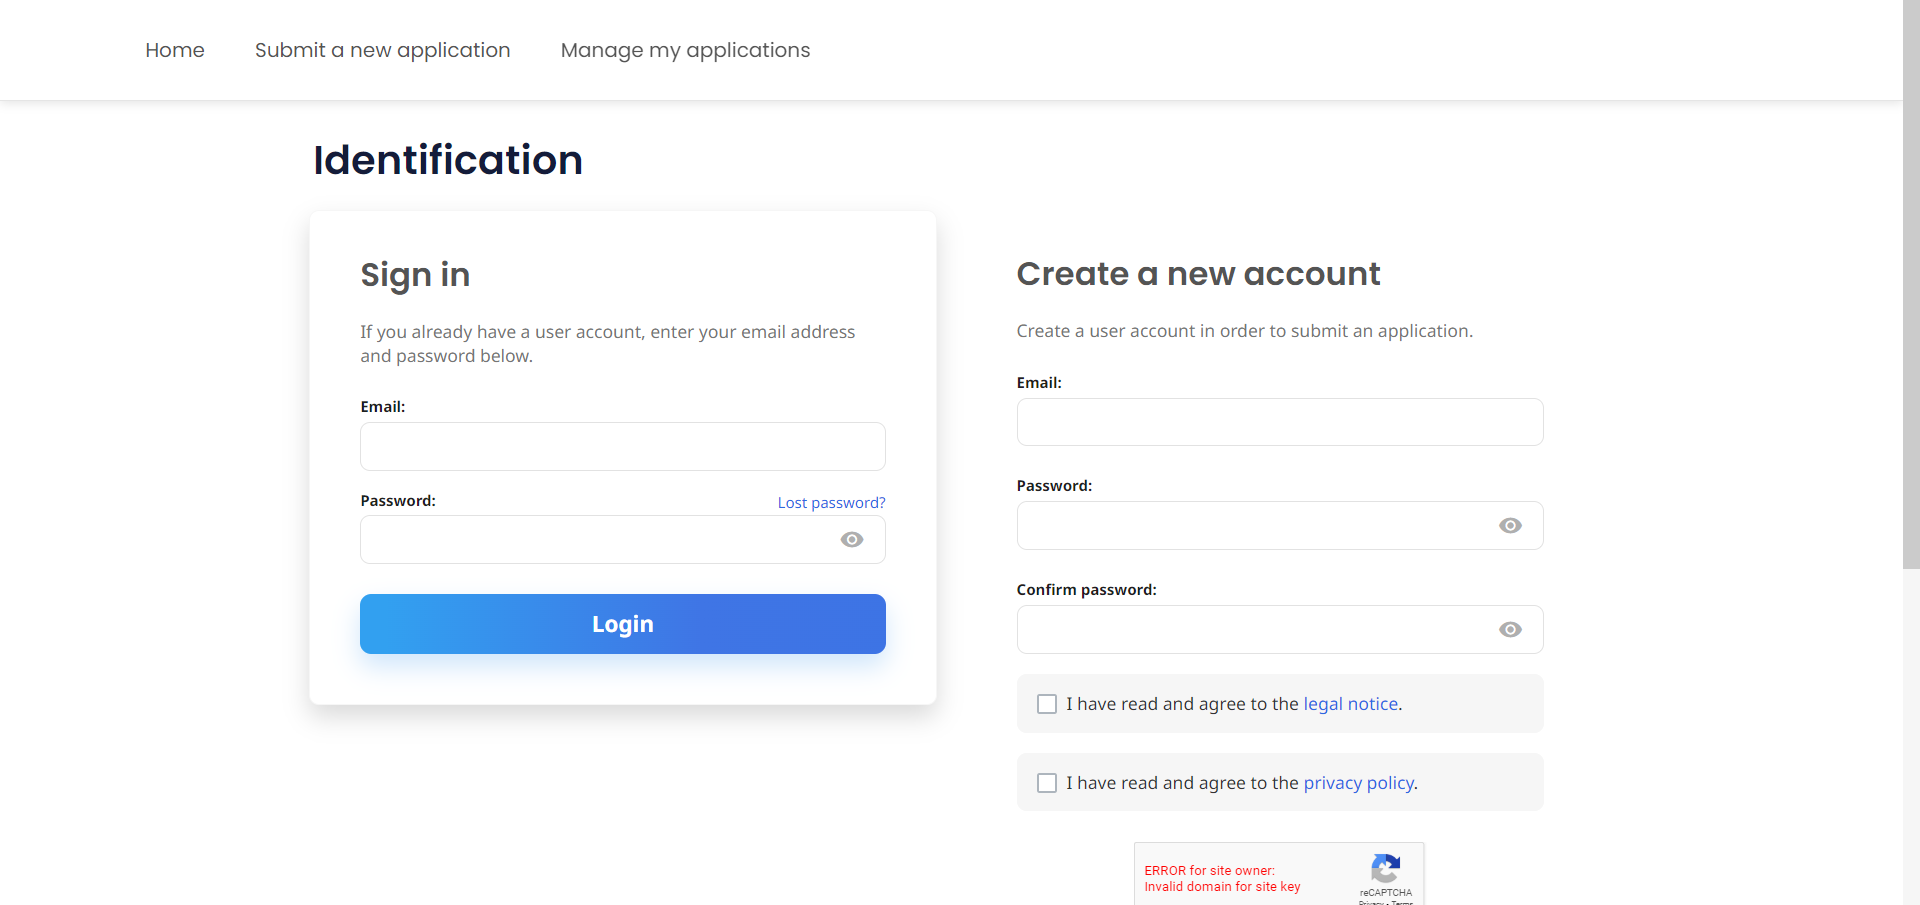 Home
Submit a new application
Manage my applications
Identification
Sign in
If you already have a user account, enter your email address
and password below.
Email:
Password:
Lost password?
Login
Create a new account
Create a user account in order to submit an application.
Email:
Password:
Confirm password:
I have read and agree to the legal notice.
I have read and agree to the privacy policy.
ERROR for site owner:
Invalid domain for site key
reCAPTCHA
Privacy - Terms